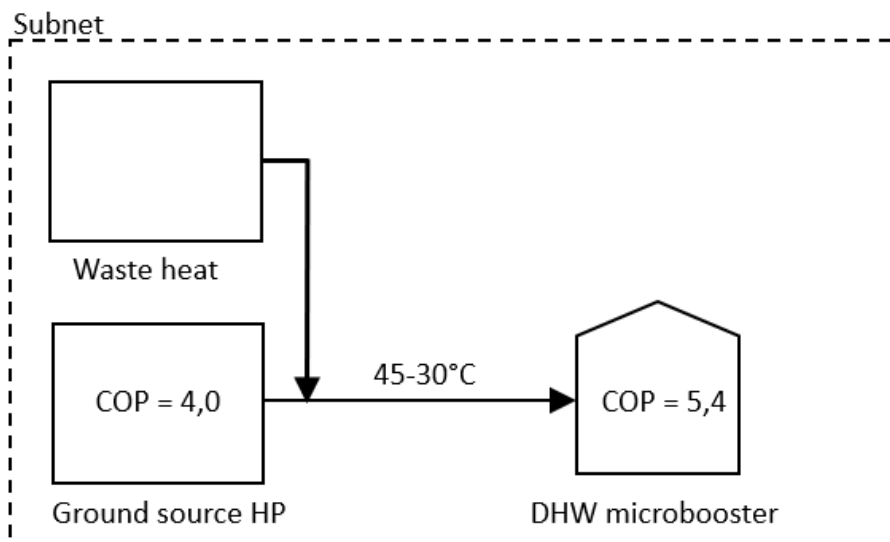 Subnet
Waste heat
45-30°C
COP = 4,0
COP = 5,4
Ground source HP
DHW microbooster